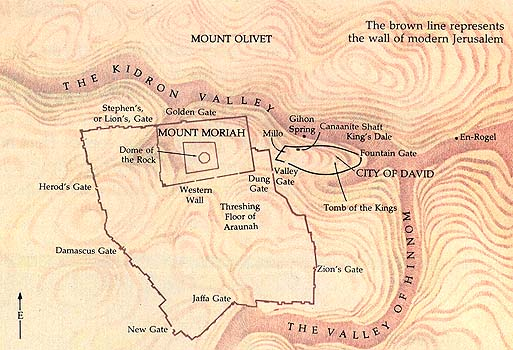 The brown line represents
the wall of modern Jerusalem
MOUNT OLIVET
THE KIDRON VALLEY
Stephen's,
or Lion's, Gate
Golden Gate
MOUNT MORIAH
Dome of
the Rock
Gihon
Spring
Canaanite Shaft
King's Dale
Millo
En-Rogel
Fountain Gate
CITY OF DAVID
Valley
Gate
Dung
Gate
Tomb of the Kings
Herod's Gate
Western
Wall
Threshing
Floor of
Araunah
Damascus Gate
Zion's Gate
Jaffa Gate
New Gate
THE VALLEY OF HINNOM
E